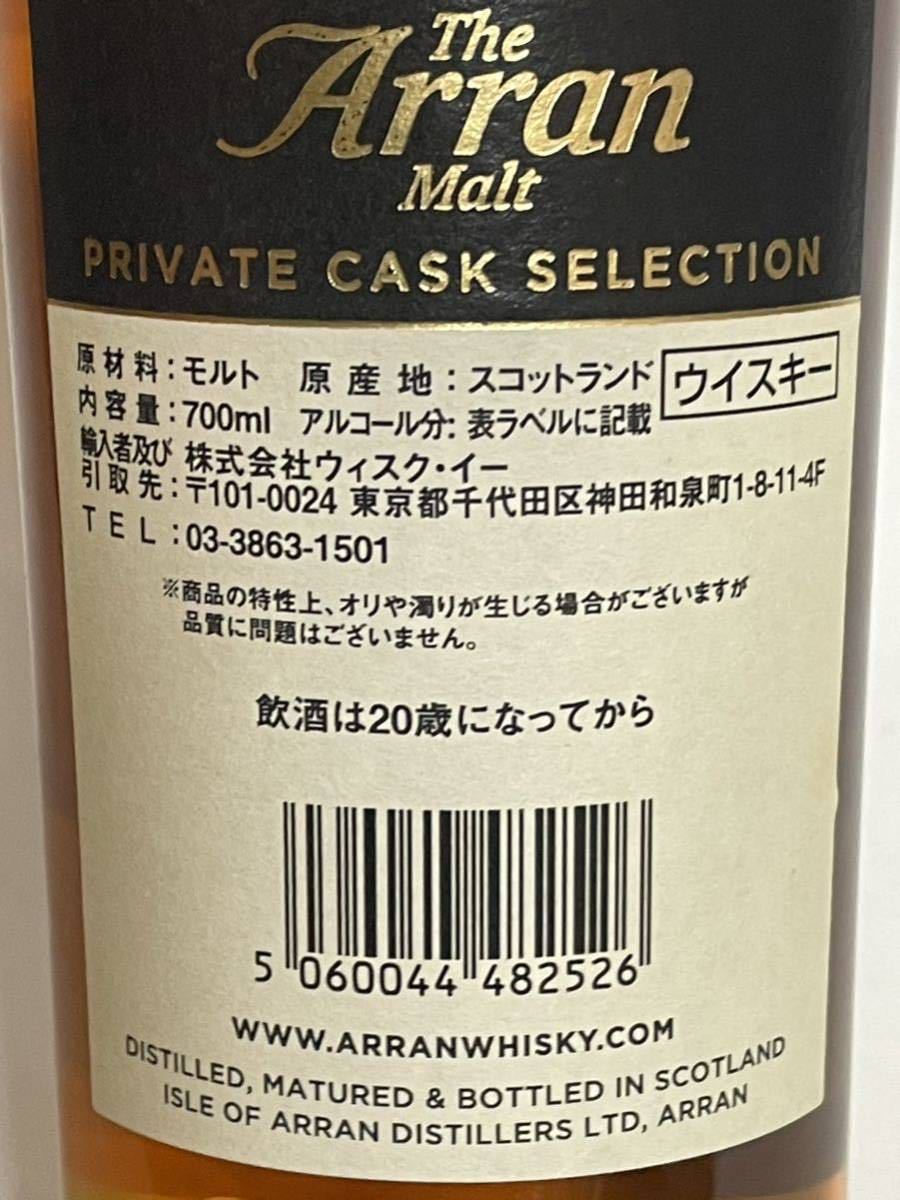 The
Arran
Malt
PRIVATE CASK SELECTION
原材料：モルト 原産地：スコットランド ウイスキー
内容量：700ml アルコール分：表ラベルに記載
輸入者及び 株式会社ウィスク・イー
引取先：〒101-0024 東京都千代田区神田和泉町1-8-11-4F
TEL：03-3863-1501
※商品の特性上、オリや濁りが生じる場合がございますが
品質に問題はございません。
飲酒は20歳になってから
5 060044 482526
WWW.ARRANWHISKY.COM
DISTILLED, MATURED & BOTTLED IN SCOTLAND
ISLE OF ARRAN DISTILLERS LTD, ARRAN